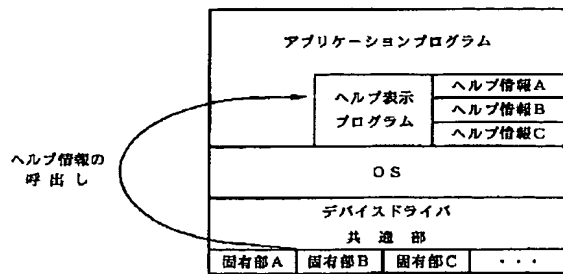 アプリケーションプログラム
ヘルプ表示
プログラム
ヘルプ情報A
ヘルプ情報B
ヘルプ情報C
ヘルプ情報の
呼出し
OS
デバイスドライバ
共通部
固有部A
固有部B
固有部C
・・・